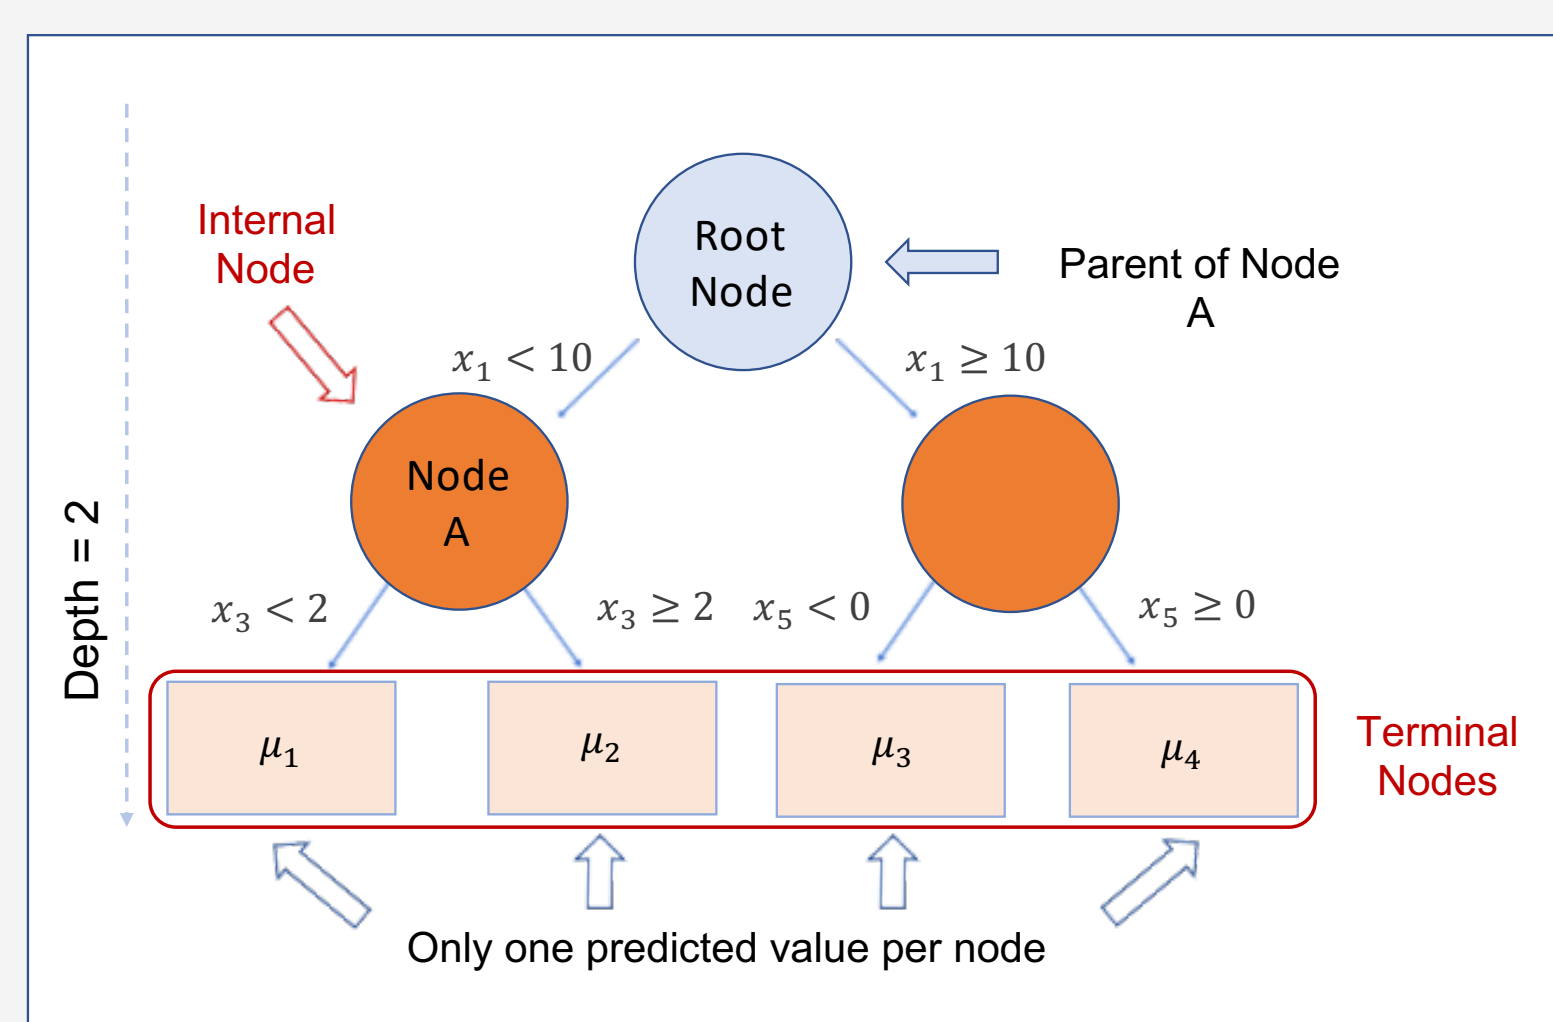 Internal
Node
Root
Node
Parent of Node
A
x₁ < 10
x₁ ≥ 10
Node
A
Depth = 2
x₃ < 2
x₃ ≥ 2
x₅ < 0
x₅ ≥ 0
μ₁
μ₂
μ₃
μ₄
Terminal
Nodes
Only one predicted value per node